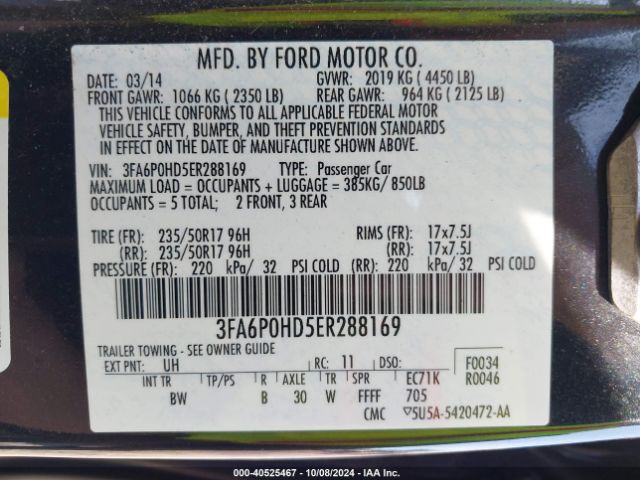 MFD. BY FORD MOTOR CO.
DATE: 03/14 GVWR: 2019 KG ( 4450 LB)
FRONT GAWR: 1066 KG ( 2350 LB) REAR GAWR: 964 KG ( 2125 LB)
THIS VEHICLE CONFORMS TO ALL APPLICABLE FEDERAL MOTOR
VEHICLE SAFETY, BUMPER, AND THEFT PREVENTION STANDARDS
IN EFFECT ON THE DATE OF MANUFACTURE SHOWN ABOVE.
VIN: 3FA6P0HD5ER288169 TYPE: Passenger Car
MAXIMUM LOAD = OCCUPANTS + LUGGAGE = 385KG/ 850LB
OCCUPANTS = 5 TOTAL; 2 FRONT, 3 REAR
TIRE (FR): 235/50R17 96H RIMS (FR): 17x7.5J
(RR): 235/50R17 96H (RR): 17x7.5J
PRESSURE (FR): 220 kPa/ 32 PSI COLD (RR): 220 kPa/ 32 PSI COLD
3FA6P0HD5ER288169
TRAILER TOWING - SEE OWNER GUIDE
EXT PNT: UH RC: 11 DSO: F0034
INT TR TP/PS R AXLE TR SPR EC71K R0046
BW B 30 W FFFF 705
CMC ▽5U5A-5420472-AA
000-40525467 - 10/08/2024 - IAA Inc.